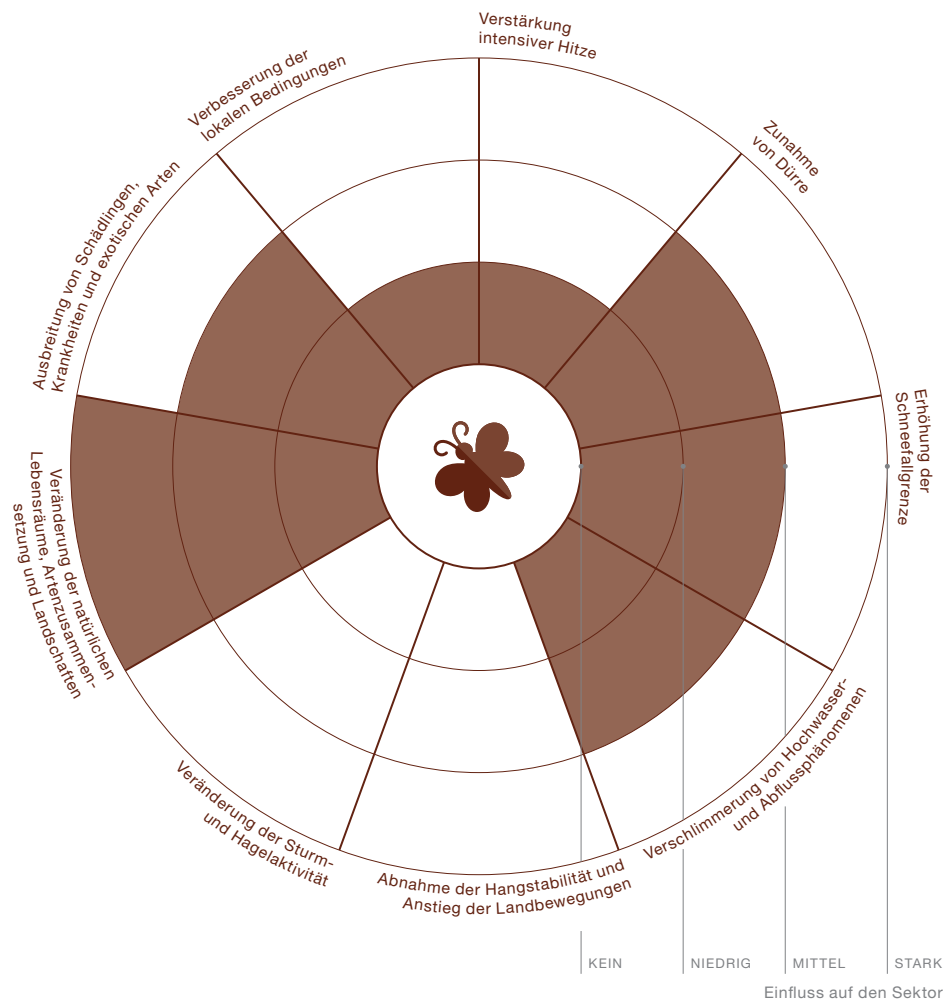 Verstärkung
intensiver Hitze
Zunahme
von Dürre
Erhöhung der
Schneefallgrenze
Verschlimmerung von Hochwasser-
und Abflussphänomenen
Abnahme der Hangstabilität und
Anstieg der Landbewegungen
Veränderung der Sturm-
und Hagelaktivität
Veränderung der natürlichen
Lebensräume, Artenzusammen-
setzung und Landschaften
Ausbreitung von Schädlingen,
Krankheiten und exotischen Arten
Verbesserung der
lokalen Bedingungen
KEIN
NIEDRIG
MITTEL
STARK
Einfluss auf den Sektor